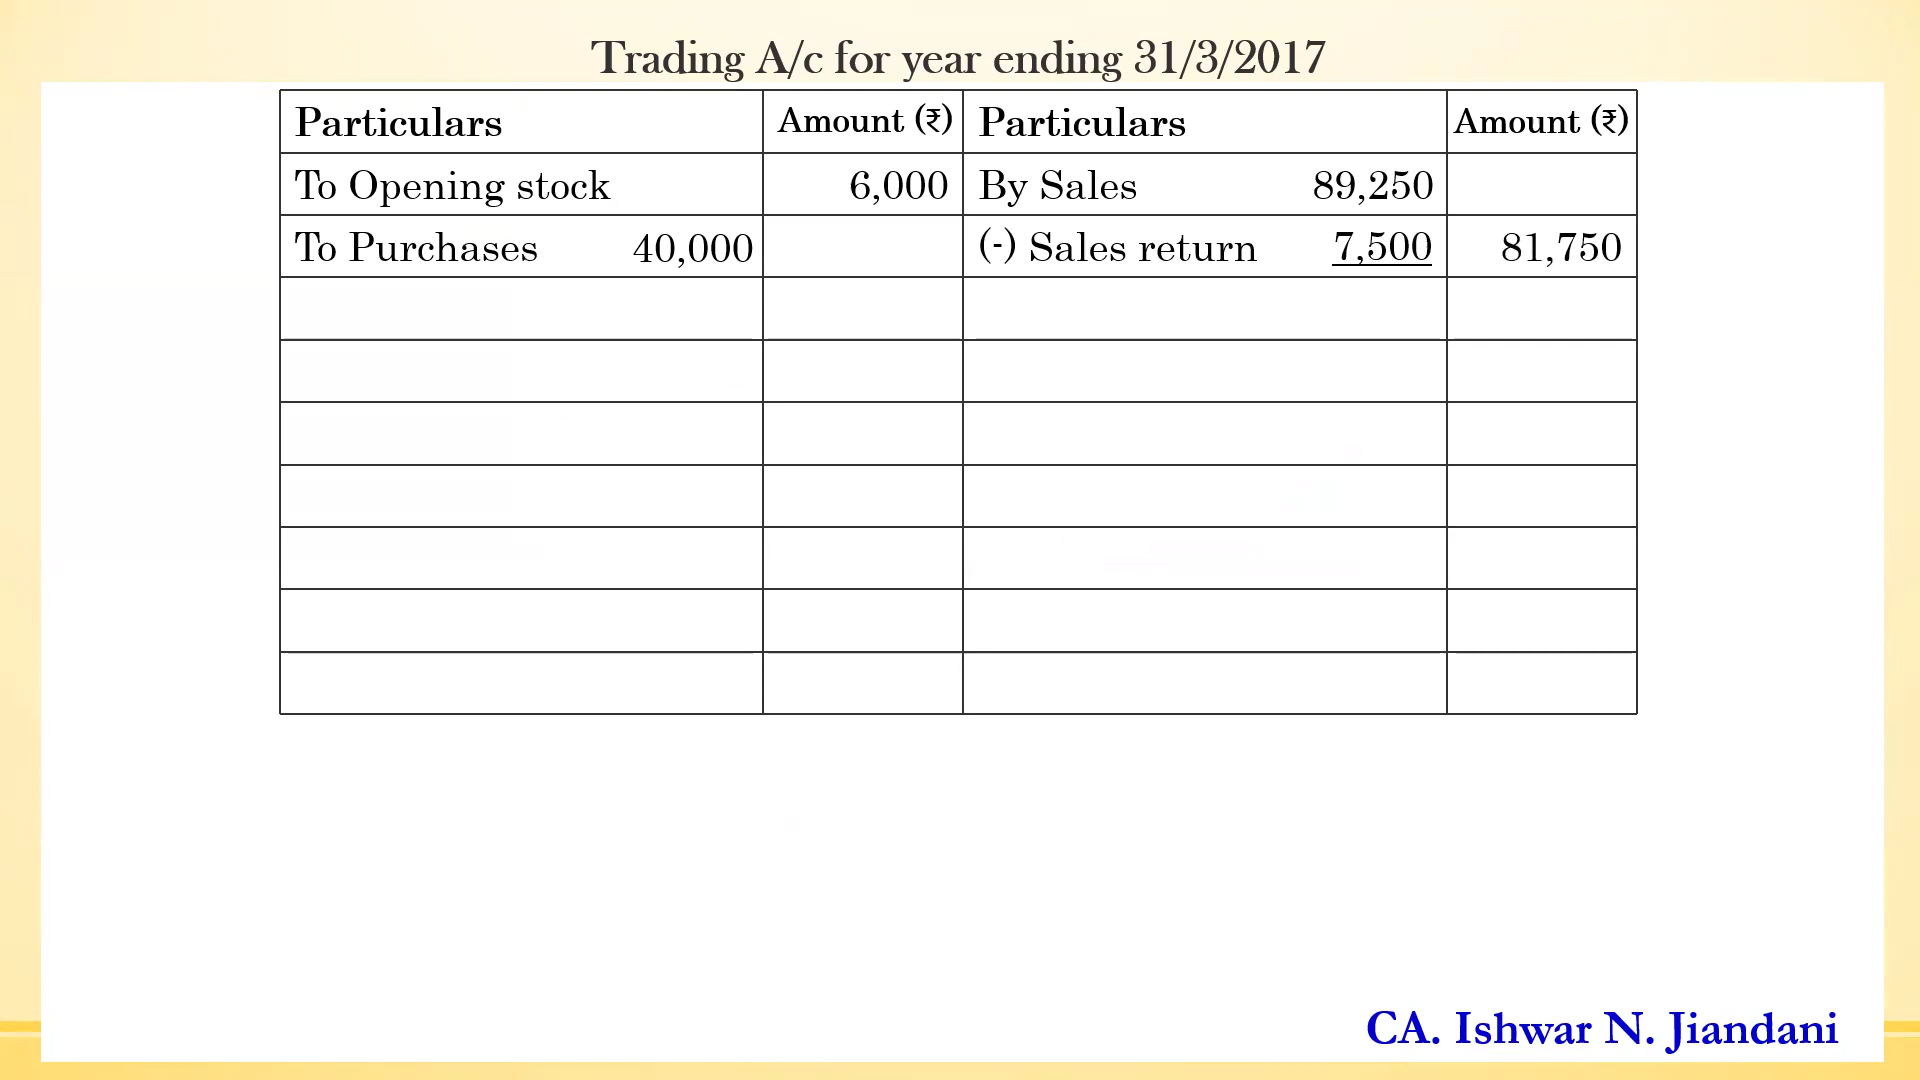 Trading A/c for year ending 31/3/2017
Particulars Amount (₹) Particulars Amount (₹)
To Opening stock 6,000 By Sales 89,250
To Purchases 40,000 (-) Sales return 7,500 81,750
CA. Ishwar N. Jiandani